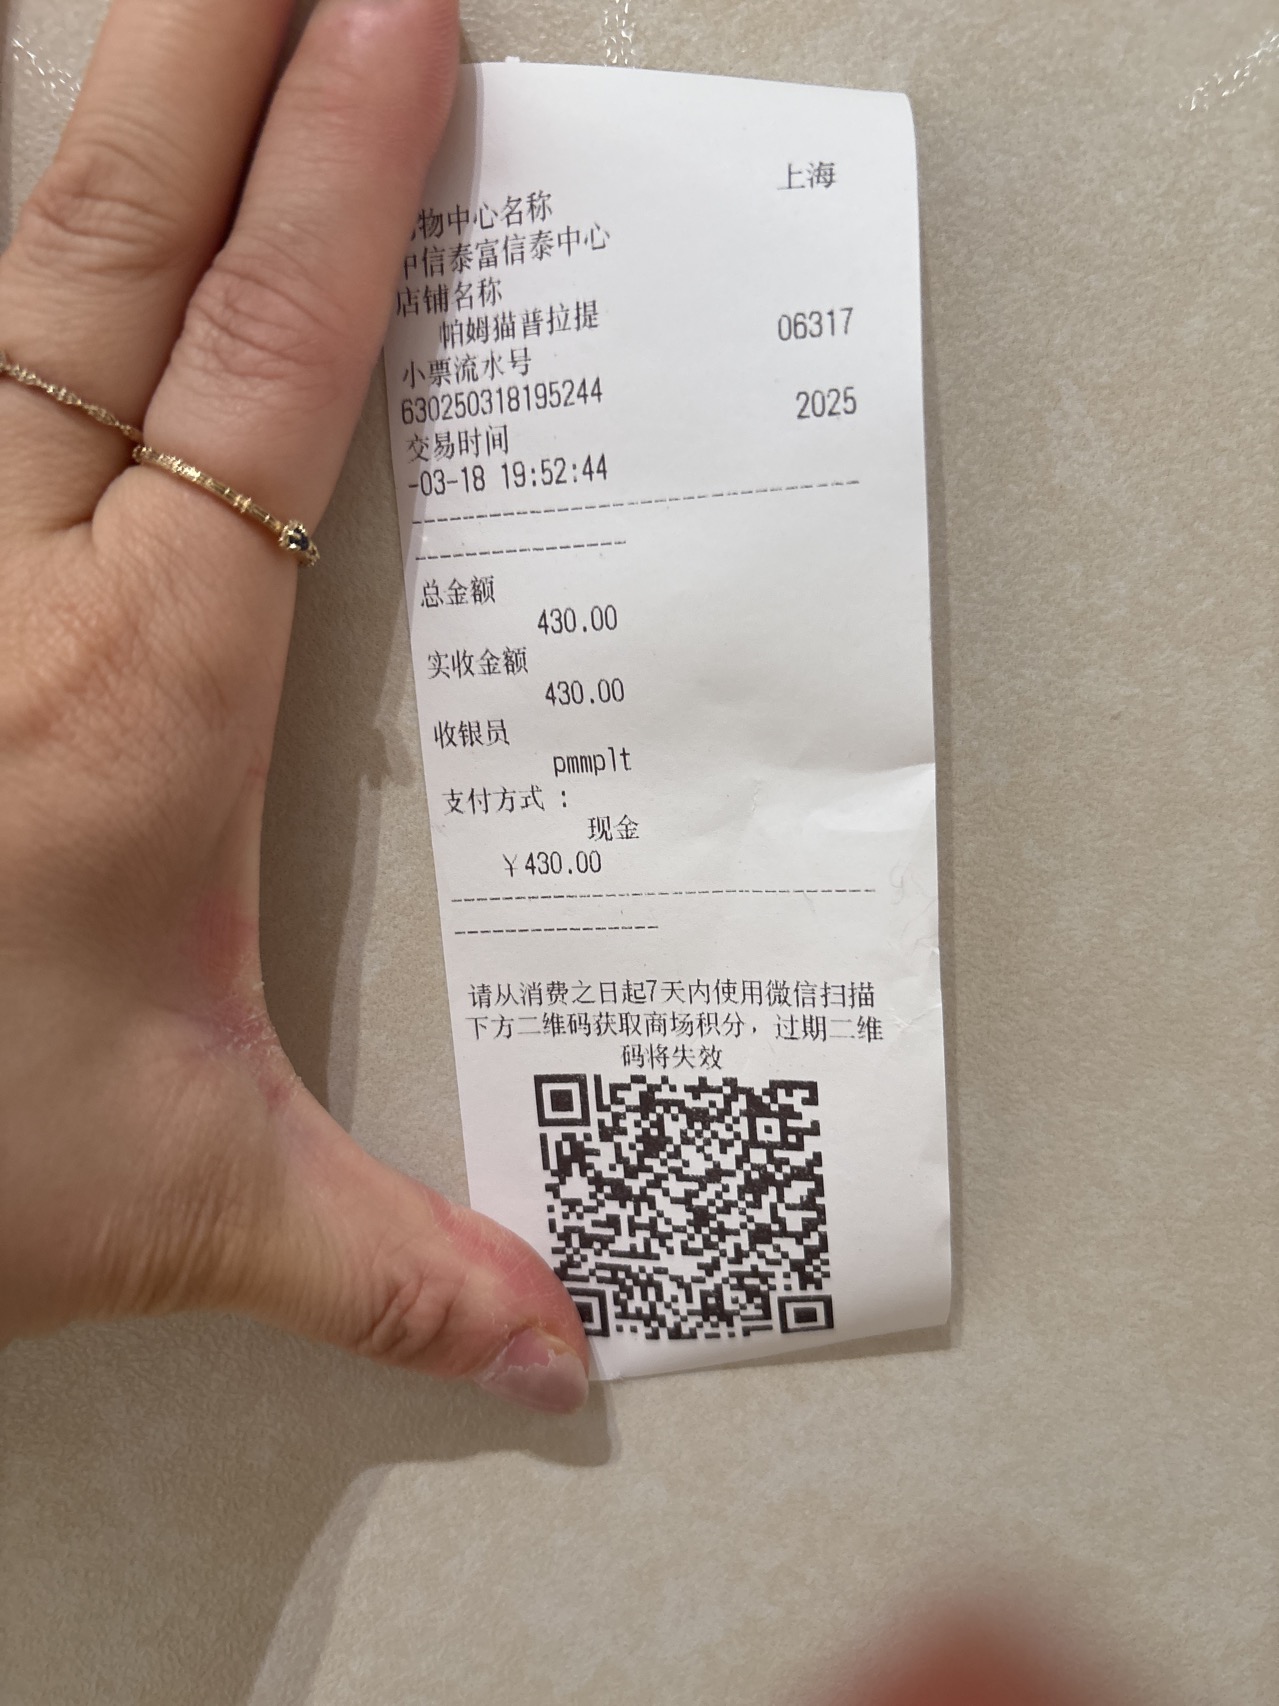 上海
物中心名称
中信泰富信泰中心
店铺名称
帕姆猫普拉提
06317
小票流水号
630250318195244
2025
交易时间
-03-18 19:52:44
--------------------------------
----------------
总金额
430.00
实收金额
430.00
收银员
pmmplt
支付方式 :
现金
￥430.00
--------------------------------
----------------
请从消费之日起7天内使用微信扫描
下方二维码获取商场积分，过期二维
码将失效